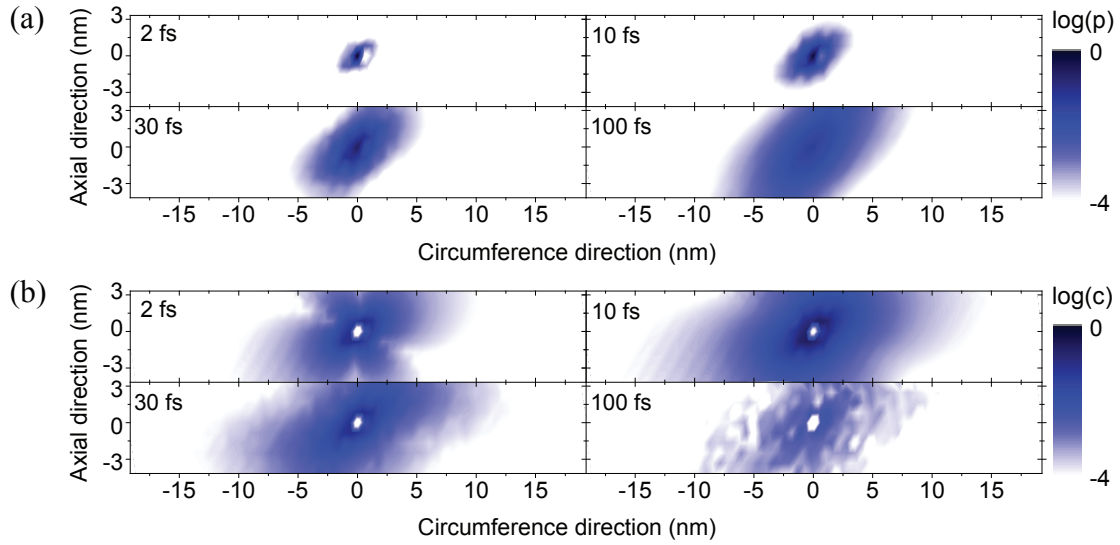 (a)
Axial direction (nm)
3
0
-3
2 fs
10 fs
log(p)
0
3
0
-3
30 fs
100 fs
-4
-15 -10 -5 0 5 10 15
-15 -10 -5 0 5 10 15
Circumference direction (nm)
(b)
Axial direction (nm)
3
0
-3
2 fs
10 fs
log(c)
0
3
0
-3
30 fs
100 fs
-4
-15 -10 -5 0 5 10 15
-15 -10 -5 0 5 10 15
Circumference direction (nm)